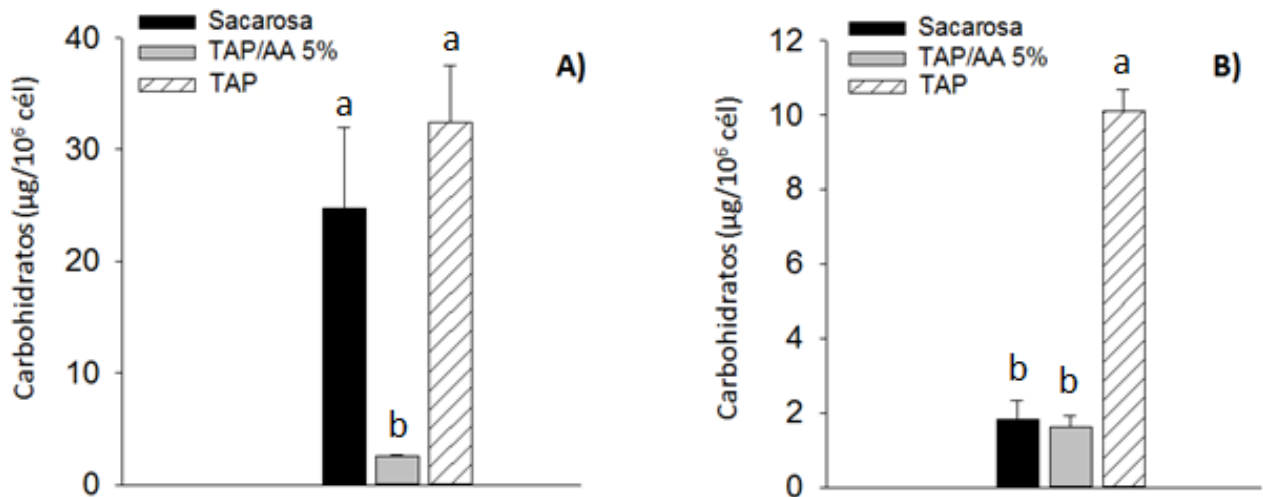 Sacarosa
TAP/AA 5%
TAP
A)
Carbohidratos (µg/10⁶ cél)
40
30
20
10
0
a
b
a
Sacarosa
TAP/AA 5%
TAP
B)
Carbohidratos (µg/10⁶ cél)
12
10
8
6
4
2
0
b
b
a